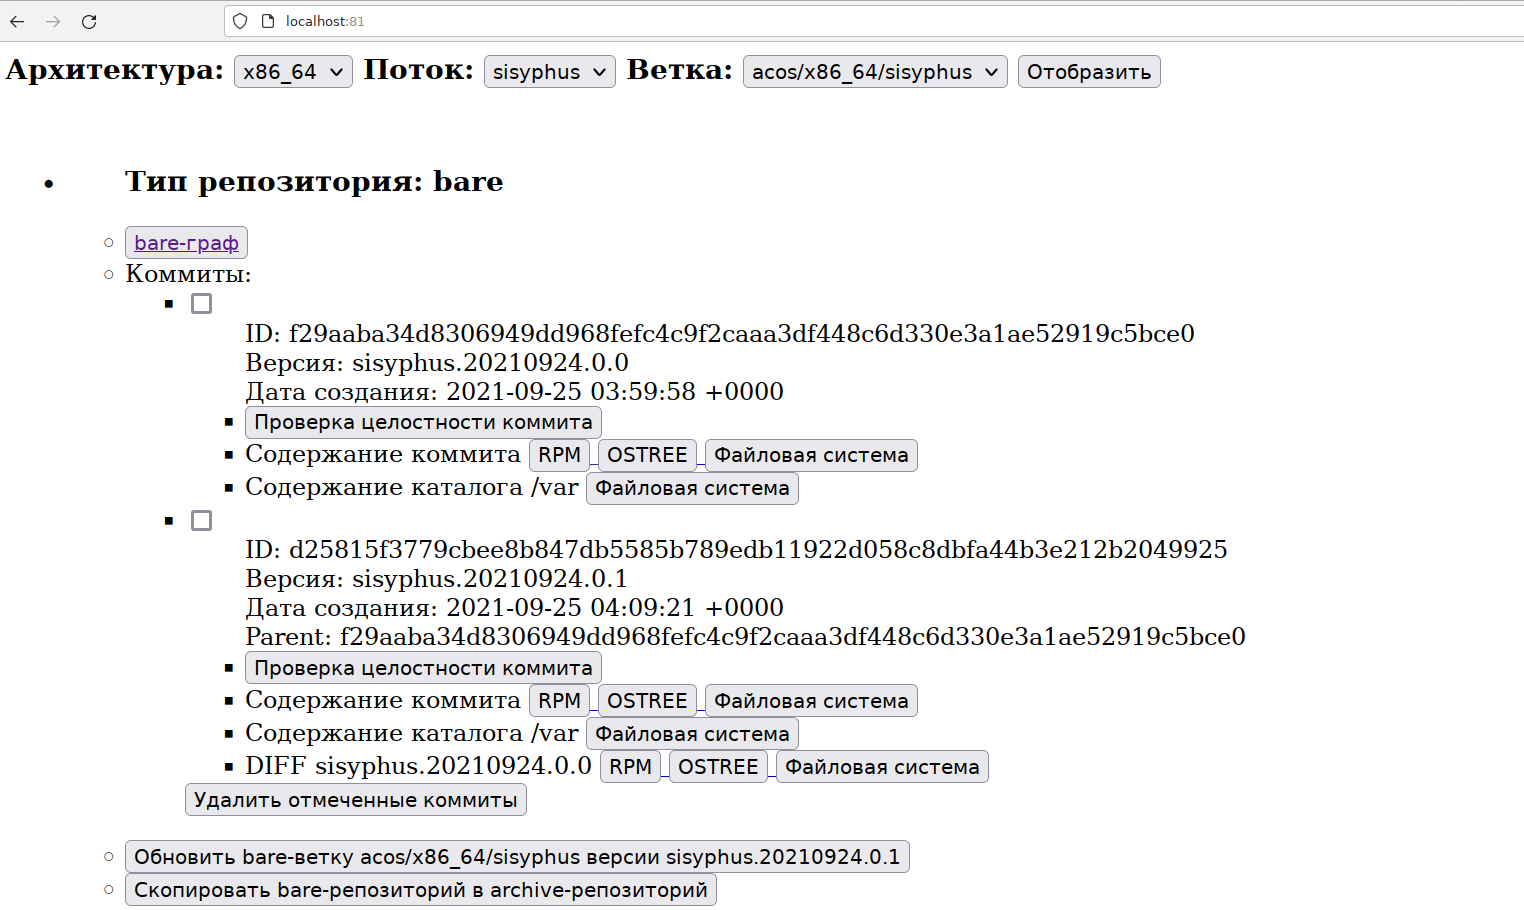 localhost:81
Архитектура: x86_64 Поток: sisyphus Ветка: acos/x86_64/sisyphus Отобразить
Тип репозитория: bare
bare-граф
Коммиты:
ID: f29aaba34d8306949dd968fefc4c9f2caaa3df448c6d330e3a1ae52919c5bce0
Версия: sisyphus.20210924.0.0
Дата создания: 2021-09-25 03:59:58 +0000
Проверка целостности коммита
Содержание коммита RPM OSTREE Файловая система
Содержание каталога /var Файловая система
ID: d25815f3779cbee8b847db5585b789edb11922d058c8dbfa44b3e212b2049925
Версия: sisyphus.20210924.0.1
Дата создания: 2021-09-25 04:09:21 +0000
Parent: f29aaba34d8306949dd968fefc4c9f2caaa3df448c6d330e3a1ae52919c5bce0
Проверка целостности коммита
Содержание коммита RPM OSTREE Файловая система
Содержание каталога /var Файловая система
DIFF sisyphus.20210924.0.0 RPM OSTREE Файловая система
Удалить отмеченные коммиты
Обновить bare-ветку acos/x86_64/sisyphus версии sisyphus.20210924.0.1
Скопировать bare-репозиторий в archive-репозиторий